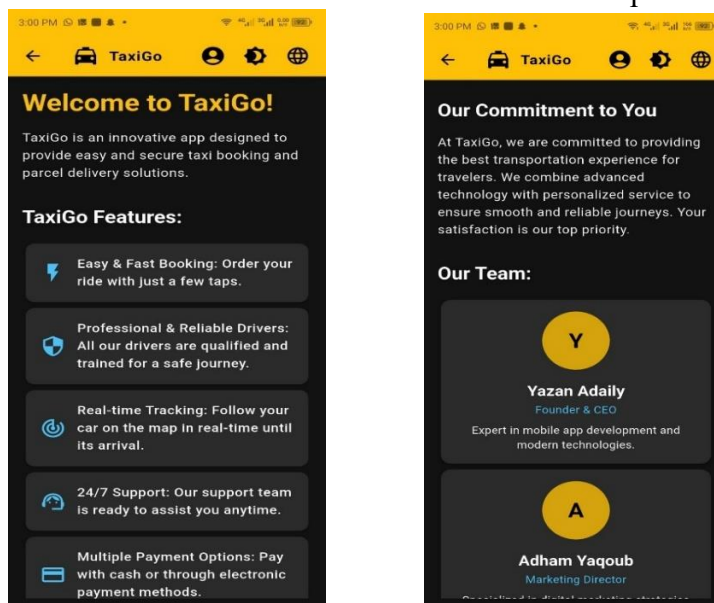 3:00 PM
TaxiGo
Welcome to TaxiGo!
TaxiGo is an innovative app designed to
provide easy and secure taxi booking and
parcel delivery solutions.
TaxiGo Features:
Easy & Fast Booking: Order your
ride with just a few taps.
Professional & Reliable Drivers:
All our drivers are qualified and
trained for a safe journey.
Real-time Tracking: Follow your
car on the map in real-time until
its arrival.
24/7 Support: Our support team
is ready to assist you anytime.
Multiple Payment Options: Pay
with cash or through electronic
payment methods.
3:00 PM
TaxiGo
Our Commitment to You
At TaxiGo, we are committed to providing
the best transportation experience for
travelers. We combine advanced
technology with personalized service to
ensure smooth and reliable journeys. Your
satisfaction is our top priority.
Our Team:
Y
Yazan Adaily
Founder & CEO
Expert in mobile app development and
modern technologies.
A
Adham Yaqoub
Marketing Director
Specialized in digital marketing strategies